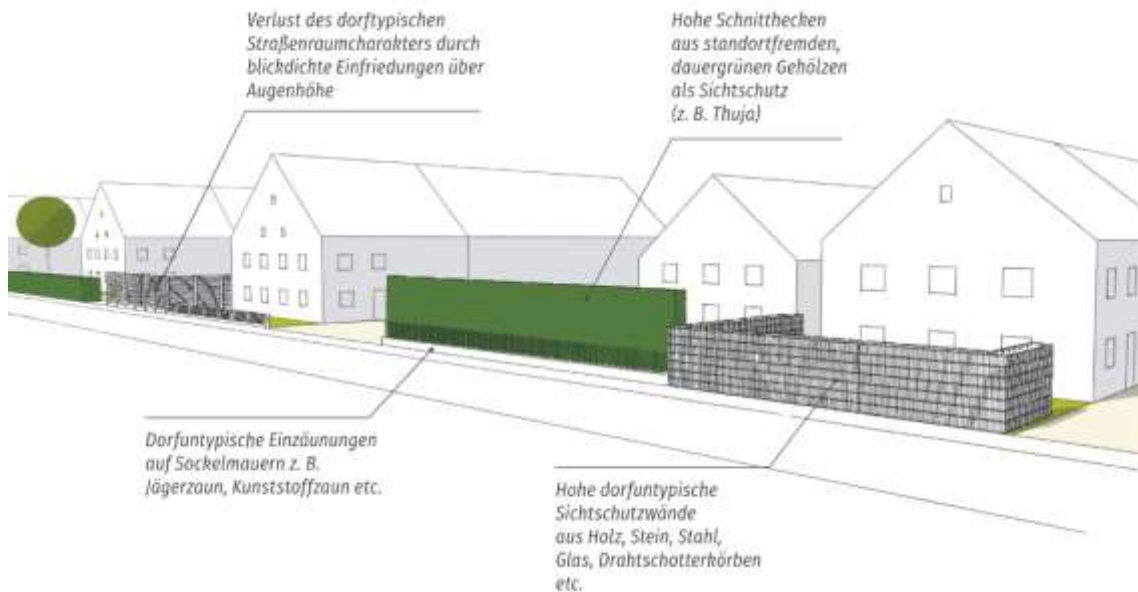 Verlust des dorftypischen
Straßenraumcharakters durch
blickdichte Einfriedungen über
Augenhöhe
Hohe Schnitthecken
aus standortfremden,
dauergrünen Gehölzen
als Sichtschutz
(z. B. Thuja)
Dorfuntypische Einzäunungen
auf Sockelmauern z. B.
Jägerzaun, Kunststoffzaun etc.
Hohe dorfuntypische
Sichtschutzwände
aus Holz, Stein, Stahl,
Glas, Drahtschotterkörben
etc.